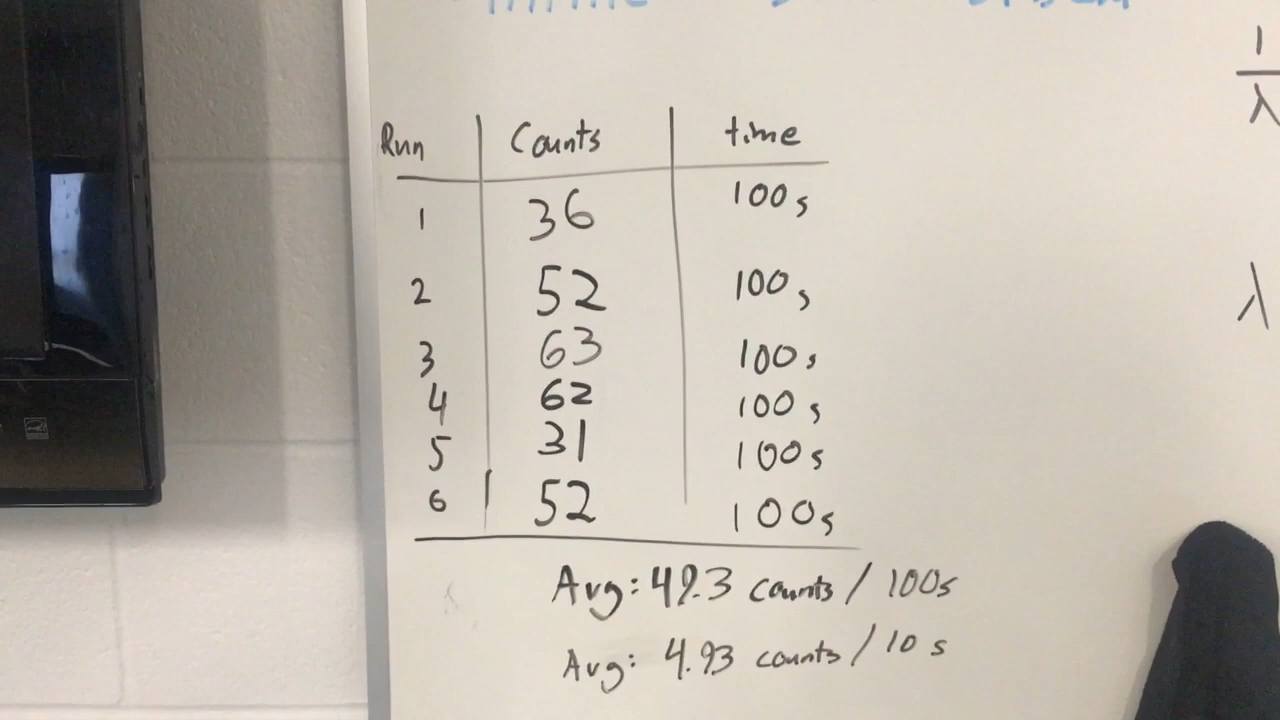 Run Counts time
1 36 100s
2 52 100s
3 63 100s
4 62 100s
5 31 100s
6 52 100s
Avg: 49.3 counts / 100s
Avg: 4.93 counts / 10 s
1
λ
λ